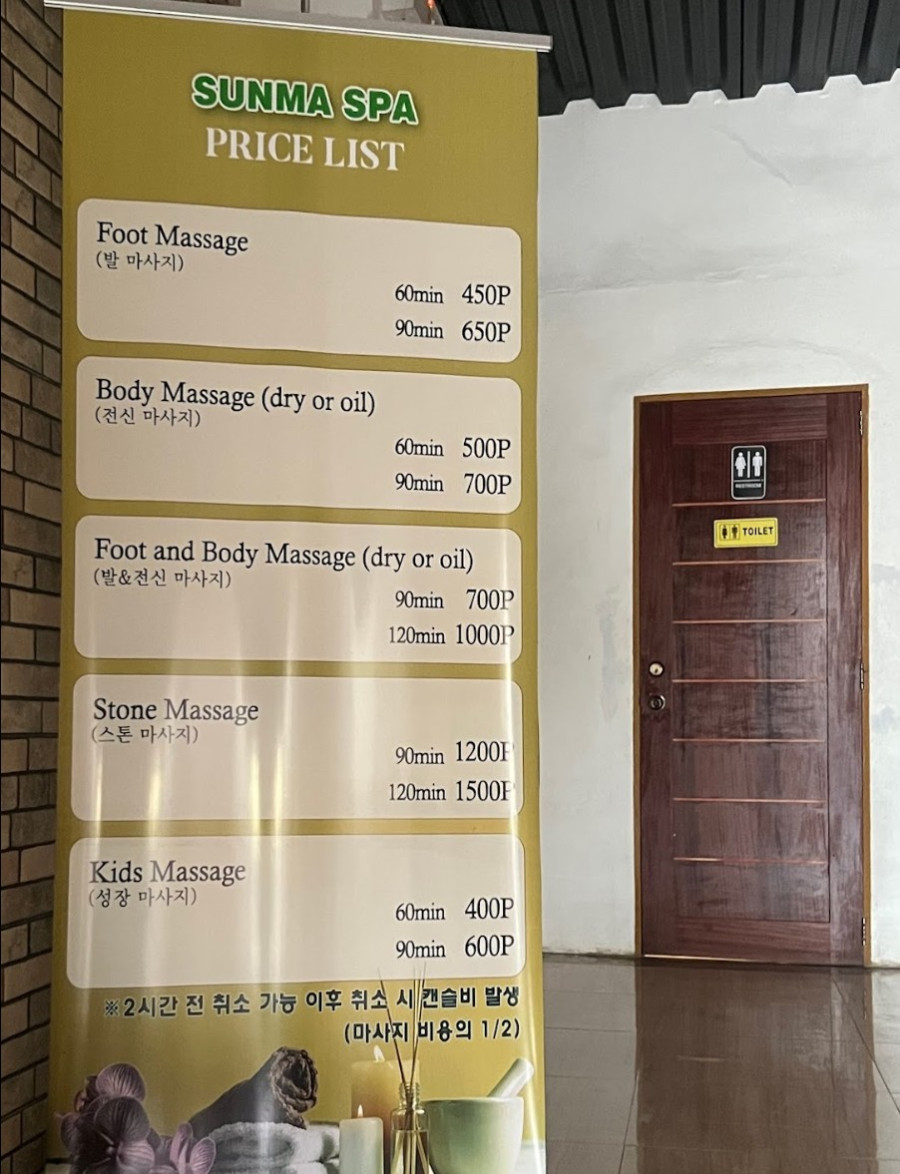 SUNMA SPA
PRICE LIST
Foot Massage
(발 마사지)
60min 450P
90min 650P
Body Massage (dry or oil)
(전신 마사지)
60min 500P
90min 700P
Foot and Body Massage (dry or oil)
(발&전신 마사지)
90min 700P
120min 1000P
Stone Massage
(스톤 마사지)
90min 1200P
120min 1500P
Kids Massage
(성장 마사지)
60min 400P
90min 600P
※2시간 전 취소 가능 이후 취소 시 캔슬비 발생
(마사지 비용의 1/2)
RESTROOM
TOILET